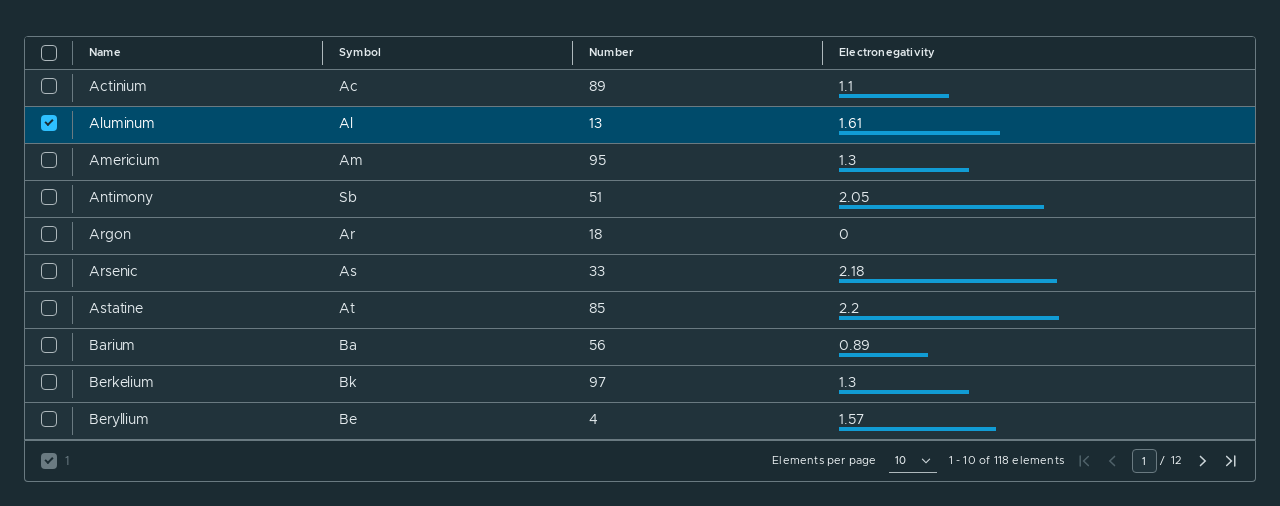 Name Symbol Number Electronegativity
Actinium Ac 89 1.1
Aluminum Al 13 1.61
Americium Am 95 1.3
Antimony Sb 51 2.05
Argon Ar 18 0
Arsenic As 33 2.18
Astatine At 85 2.2
Barium Ba 56 0.89
Berkelium Bk 97 1.3
Beryllium Be 4 1.57
1 Elements per page 10 1 - 10 of 118 elements 1 / 12